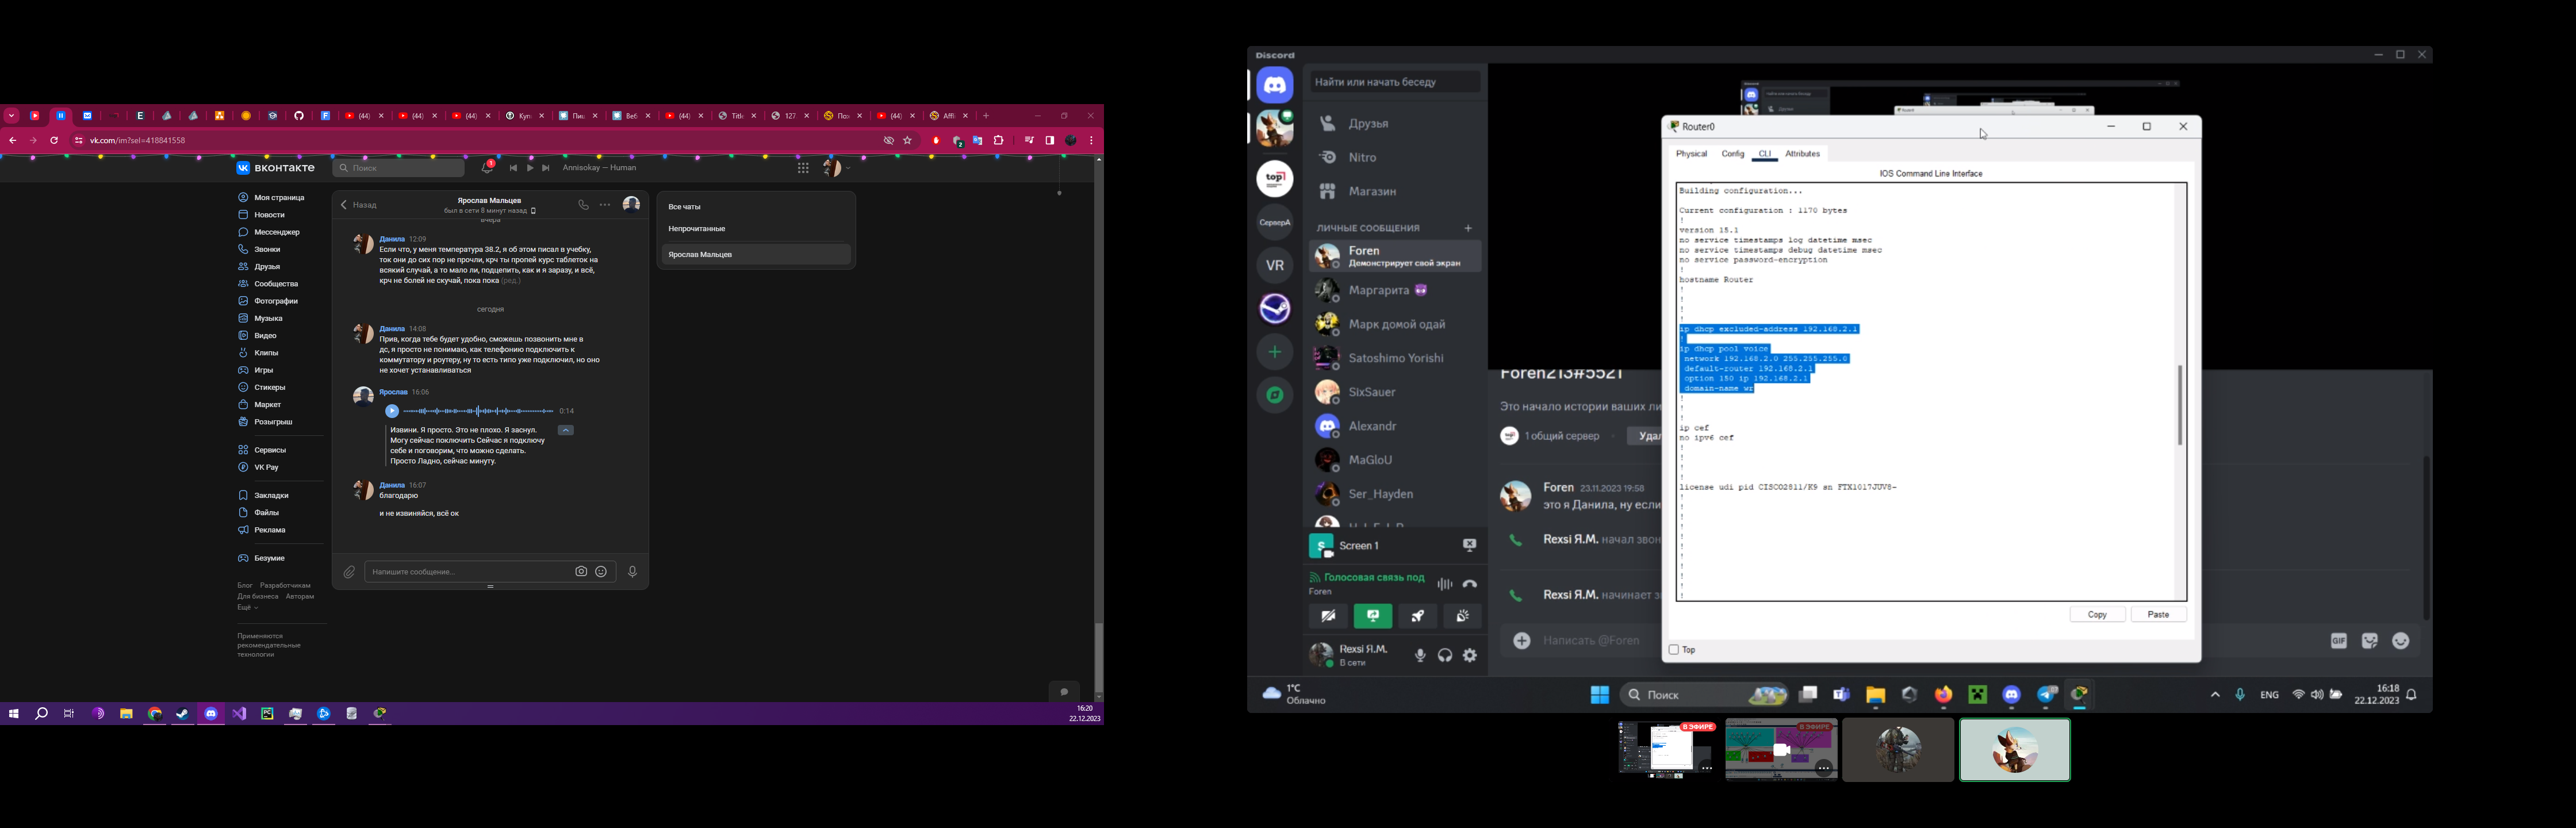 (44)
(44)
(44)
Куп
Пис
Веб
(44)
Title
127.
Поз
(44)
Affi
vk.com/im?sel=418841558
вконтакте
Поиск
1
Annisokay — Human
Моя страница
Новости
Мессенджер
Звонки
Друзья
Сообщества
Фотографии
Музыка
Видео
Клипы
Игры
Стикеры
Маркет
Розыгрыш
Сервисы
VK Pay
Закладки
Файлы
Реклама
Безумие
Блог Разработчикам
Для бизнеса Авторам
Ещё
Применяются
рекомендательные
технологии
Назад
Ярослав Мальцев
был в сети 8 минут назад
вчера
Данила 12:09
Если что, у меня температура 38.2, я об этом писал в учебку,
ток они до сих пор не прочли, крч ты пропей курс таблеток на
всякий случай, а то мало ли, подцепить, как и я заразу, и всё,
крч не болей не скучай, пока пока (ред.)
сегодня
Данила 14:08
Прив, когда тебе будет удобно, сможешь позвонить мне в
дс, я просто не понимаю, как телефонию подключить к
коммутатору и роутеру, ну то есть типо уже подключил, но оно
не хочет устанавливаться
Ярослав 16:06
0:14
Извини. Я просто. Это не плохо. Я заснул.
Могу сейчас поключить Сейчас я подключу
себе и поговорим, что можно сделать.
Просто Ладно, сейчас минуту.
Данила 16:07
благодарю
и не извиняйся, всё ок
Напишите сообщение...
Все чаты
Непрочитанные
Ярослав Мальцев
16:20
22.12.2023
Discord
Найти или начать беседу
Друзья
Nitro
Магазин
ЛИЧНЫЕ СООБЩЕНИЯ
top
СерверА
VR
Foren
Демонстрирует свой экран
Маргарита
Марк домой одай
Satoshimo Yorishi
SixSauer
Alexandr
MaGloU
Ser_Hayden
S
Screen 1
Голосовая связь под
Foren
Rexsi Я.М.
В сети
Foren213#5521
Это начало истории ваших ли
1 общий сервер
Удал
Foren 23.11.2023 19:58
это я Данила, ну если
Rexsi Я.М. начал звон
Rexsi Я.М. начинает з
Написать @Foren
GIF
Router0
Physical Config CLI Attributes
IOS Command Line Interface
Building configuration...
Current configuration : 1170 bytes
!
version 15.1
no service timestamps log datetime msec
no service timestamps debug datetime msec
no service password-encryption
!
hostname Router
!
!
!
!
ip dhcp excluded-address 192.168.2.1
!
ip dhcp pool voice
network 192.168.2.0 255.255.255.0
default-router 192.168.2.1
option 150 ip 192.168.2.1
domain-name wr
!
!
!
ip cef
no ipv6 cef
!
!
!
!
license udi pid CISCO2811/K9 sn FTX1017JUV8-
!
!
!
!
!
!
!
!
!
!
!
Copy
Paste
Top
1°C
Облачно
Поиск
ENG
16:18
22.12.2023
В ЭФИРЕ
В ЭФИРЕ